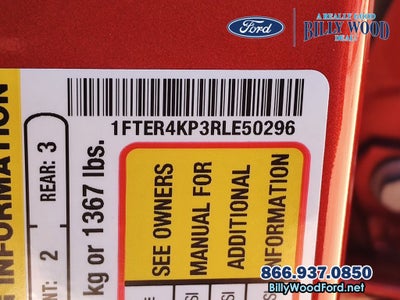 Ford
A REALLY GOOD
BILLY WOOD
DEAL!
1FTER4KP3RLE50296
INFORMATION
REAR: 3
2
kg or 1367 lbs.
SEE OWNERS
MANUAL FOR
ADDITIONAL
INFORMATION
866.937.0850
BillyWoodFord.net